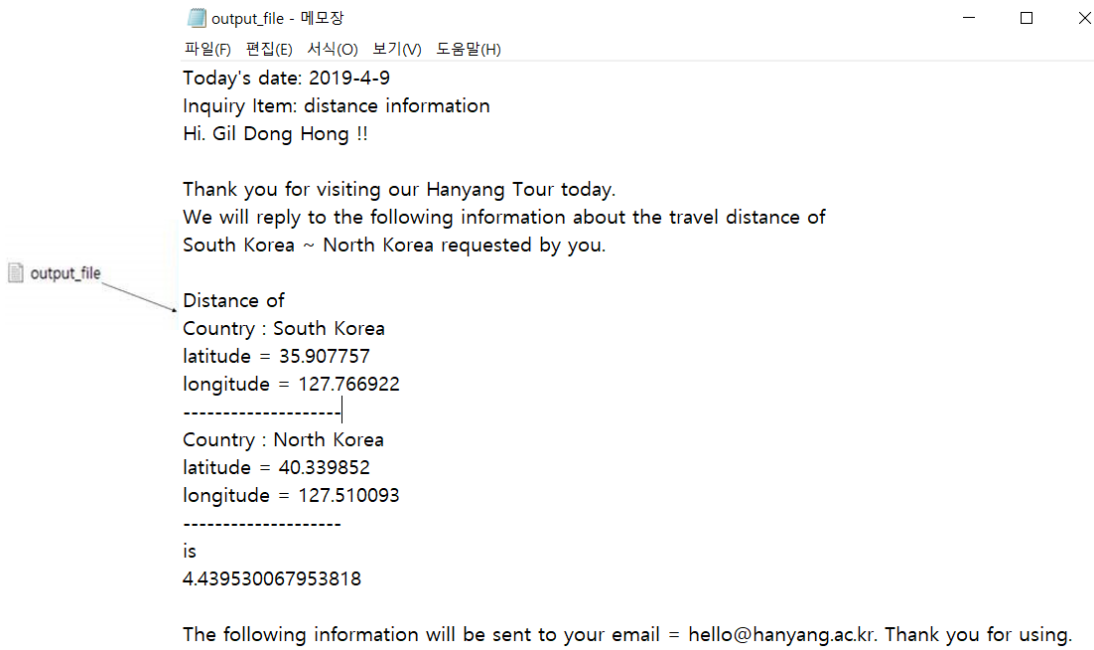 output_file - 메모장
파일(F) 편집(E) 서식(O) 보기(V) 도움말(H)
Today's date: 2019-4-9
Inquiry Item: distance information
Hi. Gil Dong Hong !!
Thank you for visiting our Hanyang Tour today.
We will reply to the following information about the travel distance of
South Korea ~ North Korea requested by you.
output_file
Distance of
Country : South Korea
latitude = 35.907757
longitude = 127.766922
--------------------
Country : North Korea
latitude = 40.339852
longitude = 127.510093
--------------------
is
4.439530067953818
The following information will be sent to your email = hello@hanyang.ac.kr. Thank you for using.